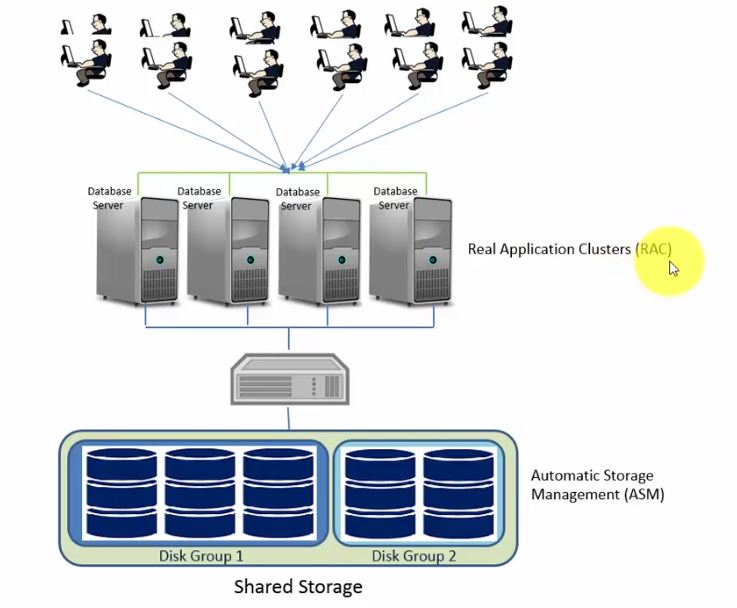 Database
Server
Database
Server
Database
Server
Database
Server
Real Application Clusters (RAC)
Automatic Storage
Management (ASM)
Disk Group 1
Disk Group 2
Shared Storage